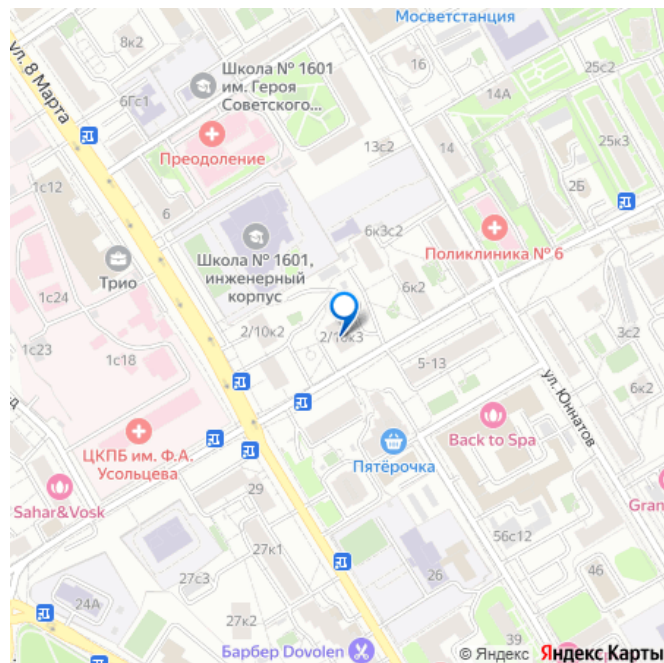 Мосветстанция
8к2
ул. 8 Марта
Школа № 1601
им. Героя
Советского...
16
25с2
14А
6Гс1
25к3
Преодоление
13с2
14
1с12
2Б
6
6к3с2
Поликлиника № 6
Школа № 1601,
инженерный
корпус
Трио
6к2
1с24
2/10к2
2/10к3
3с2
1с23
1с18
5-13
6к2
ул. Юннатов
Back to Spa
ЦКПБ им. Ф.А.
Усольцева
Пятёрочка
Sahar&Vosk
29
Gran
56с12
27к1
27с3
26
46
24А
27к2
39
Барбер Dovolen
© Яндекс Яндекс Карты